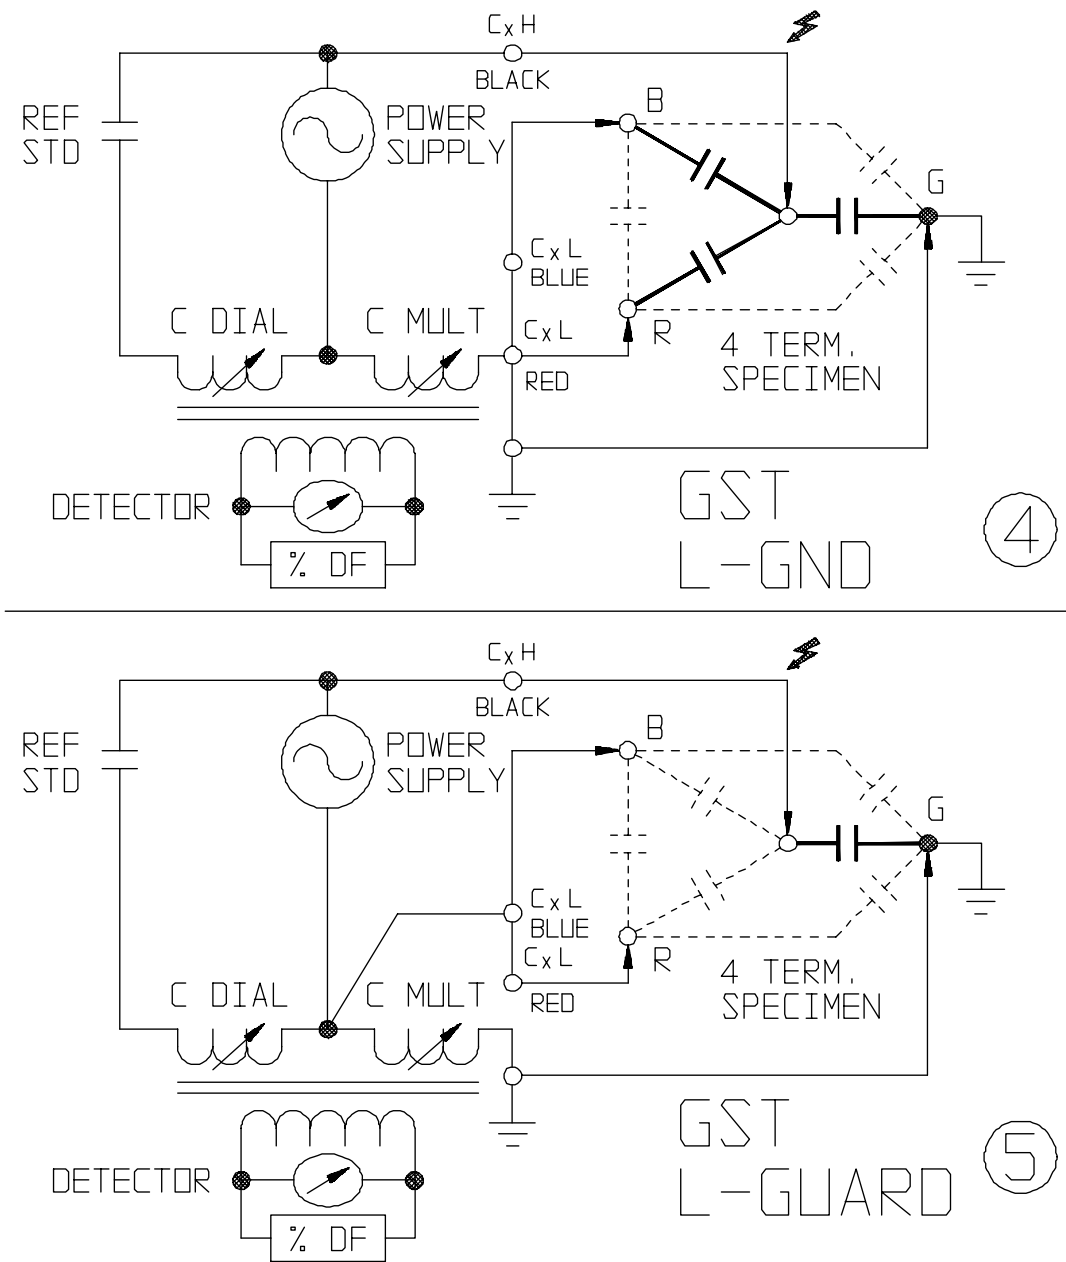 CxH
BLACK
REF
STD
POWER
SUPPLY
B
G
CxL
BLUE
C DIAL
C MULT
CxL
RED
R
4 TERM.
SPECIMEN
DETECTOR
% DF
GST
L-GND
4
CxH
BLACK
REF
STD
POWER
SUPPLY
B
G
CxL
BLUE
CxL
RED
R
4 TERM.
SPECIMEN
C DIAL
C MULT
DETECTOR
% DF
GST
L-GUARD
5